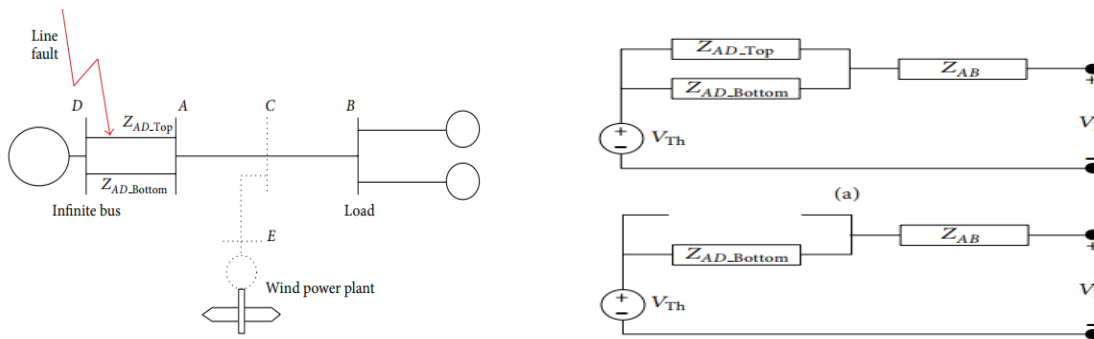 Line
fault
D
A
C
B
Z_AD_Top
Z_AD_Bottom
Infinite bus
Load
E
Wind power plant
Z_AD_Top
Z_AB
Z_AD_Bottom
+
−
V_Th
+
V
−
(a)
Z_AB
Z_AD_Bottom
+
−
V_Th
+
V
−